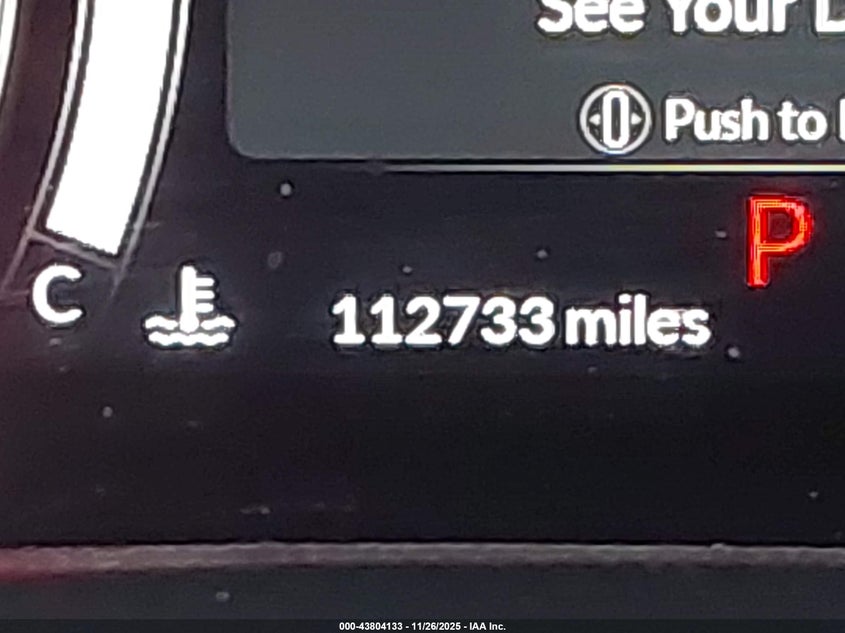 See Your
Push to
P
C
112733 miles
000-43804133 - 11/26/2025 - IAA Inc.